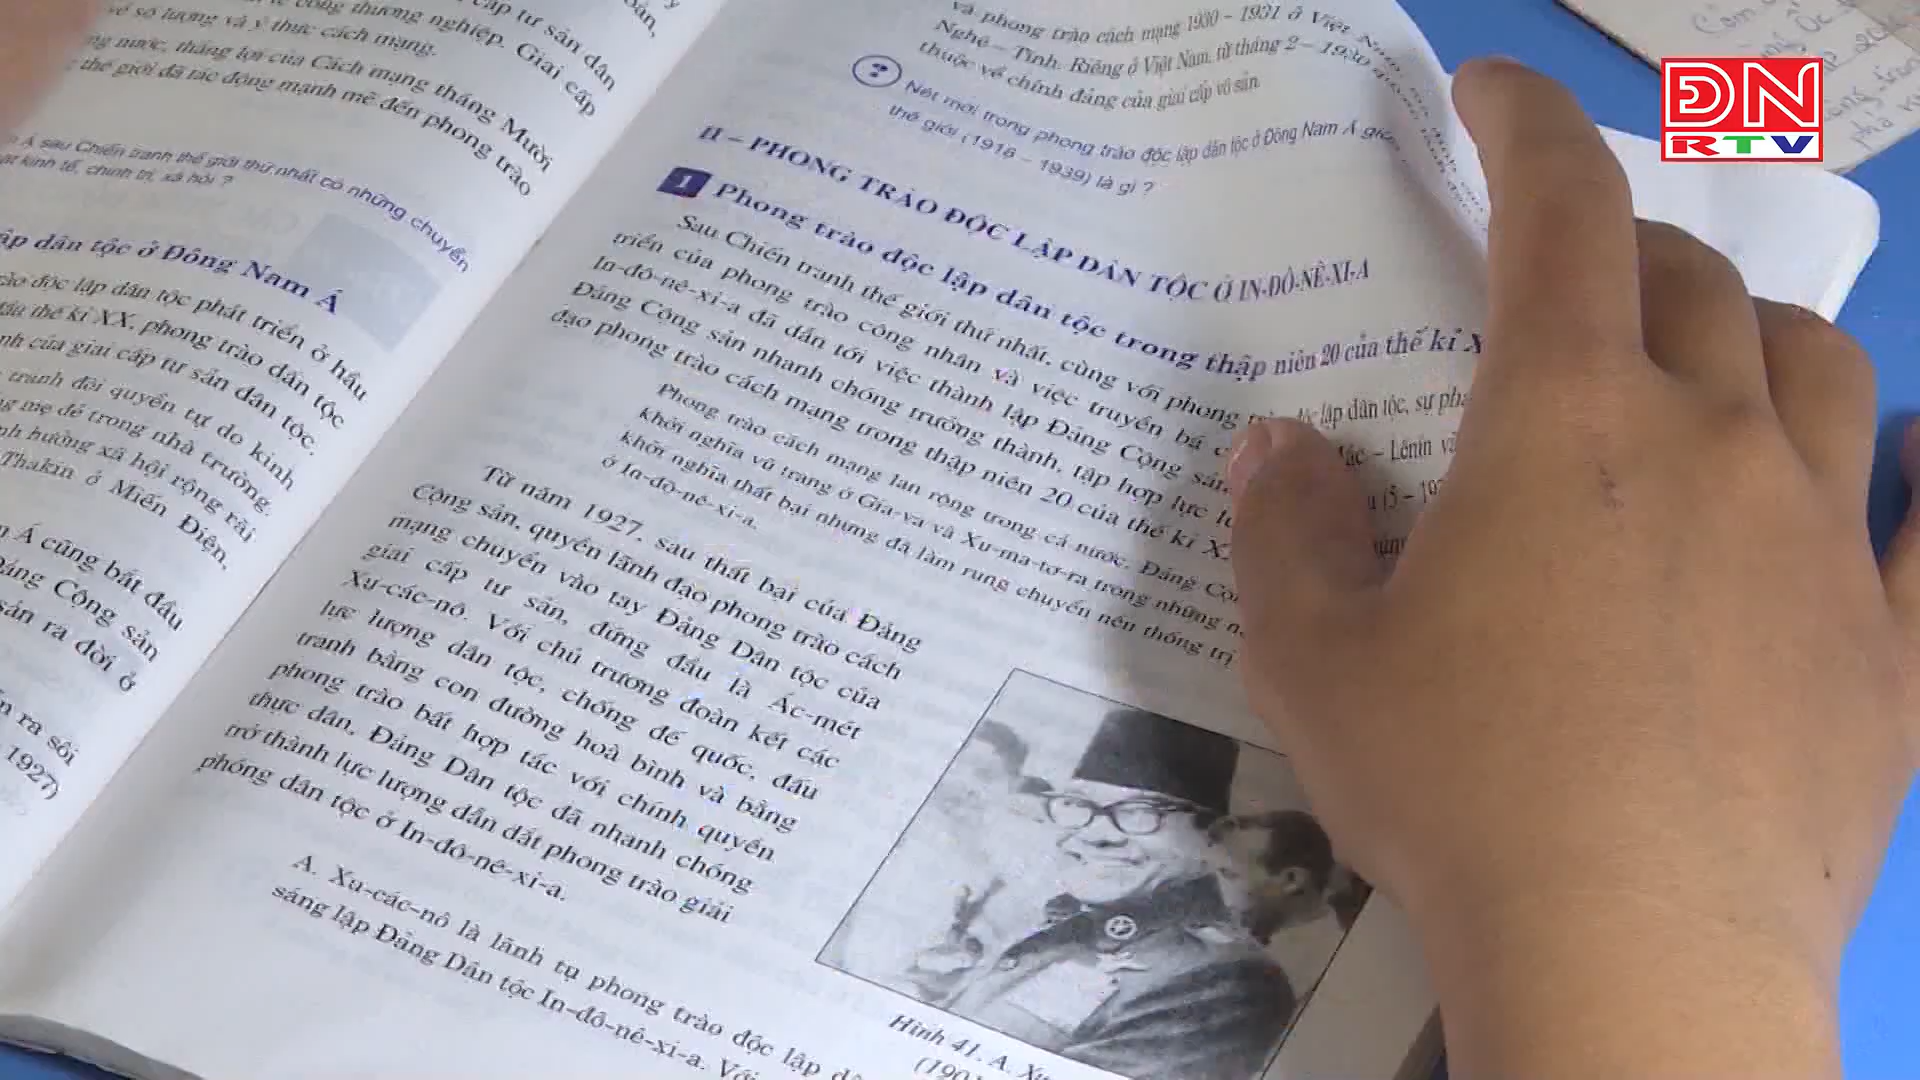 cấp tư sản dân
công thương nghiệp. Giai cấp
về số lượng và ý thức cách mạng.
nước, thắng lợi của Cách mạng tháng Mười
thế giới đã tác động mạnh mẽ đến phong trào
Á sau Chiến tranh thế giới thứ nhất có những chuyển
kinh tế, chính trị, xã hội ?
dân tộc ở Đông Nam Á
độc lập dân tộc phát triển ở hầu
thế kỉ XX, phong trào dân tộc
của giai cấp tư sản dân tộc.
tranh đòi quyền tự do kinh
mẹ đẻ trong nhà trường.
hưởng xã hội rộng rãi
Thakin ở Miến Điện,
Á cũng bắt đầu
Đảng Cộng sản
sản ra đời ở
ra sôi
1927)
và phong trào cách mạng 1930 – 1931 ở Việt Nam
Nghệ – Tĩnh. Riêng ở Việt Nam, từ tháng 2 – 1930
thuộc về chính đảng của giai cấp vô sản.
? Nét mới trong phong trào độc lập dân tộc ở Đông Nam Á
thế giới (1918 – 1939) là gì ?
II – PHONG TRÀO ĐỘC LẬP DÂN TỘC Ở IN-ĐÔ-NÊ-XI-A
1 Phong trào độc lập dân tộc trong thập niên 20 của thế kỉ X
Sau Chiến tranh thế giới thứ nhất, cùng với phong độc lập dân tộc, sự
triển của phong trào công nhân và việc truyền bá – Lênin
In-đô-nê-xi-a đã dẫn tới việc thành lập Đảng Cộng (5 –
Đảng Cộng sản nhanh chóng trưởng thành, tập hợp lực
đạo phong trào cách mạng trong thập niên 20 của thế kỉ
Phong trào cách mạng lan rộng trong cả nước. Đảng
khởi nghĩa vũ trang ở Gia-va và Xu-ma-tơ-ra trong những
khởi nghĩa thất bại nhưng đã làm rung chuyển nền thống trị
ở In-đô-nê-xi-a.
Từ năm 1927, sau thất bại của Đảng
Cộng sản, quyền lãnh đạo phong trào cách
mạng chuyển vào tay Đảng Dân tộc của
giai cấp tư sản, đứng đầu là Ác-mét
Xu-các-nô. Với chủ trương đoàn kết các
lực lượng dân tộc, chống đế quốc, đấu
tranh bằng con đường hoà bình và bằng
phong trào bất hợp tác với chính quyền
thực dân, Đảng Dân tộc đã nhanh chóng
trở thành lực lượng dẫn dắt phong trào giải
phóng dân tộc ở In-đô-nê-xi-a.
A. Xu-các-nô là lãnh tụ phong trào độc lập
sáng lập Đảng Dân tộc In-đô-nê-xi-a. Với
Hình 41. A.
ĐN
RTV